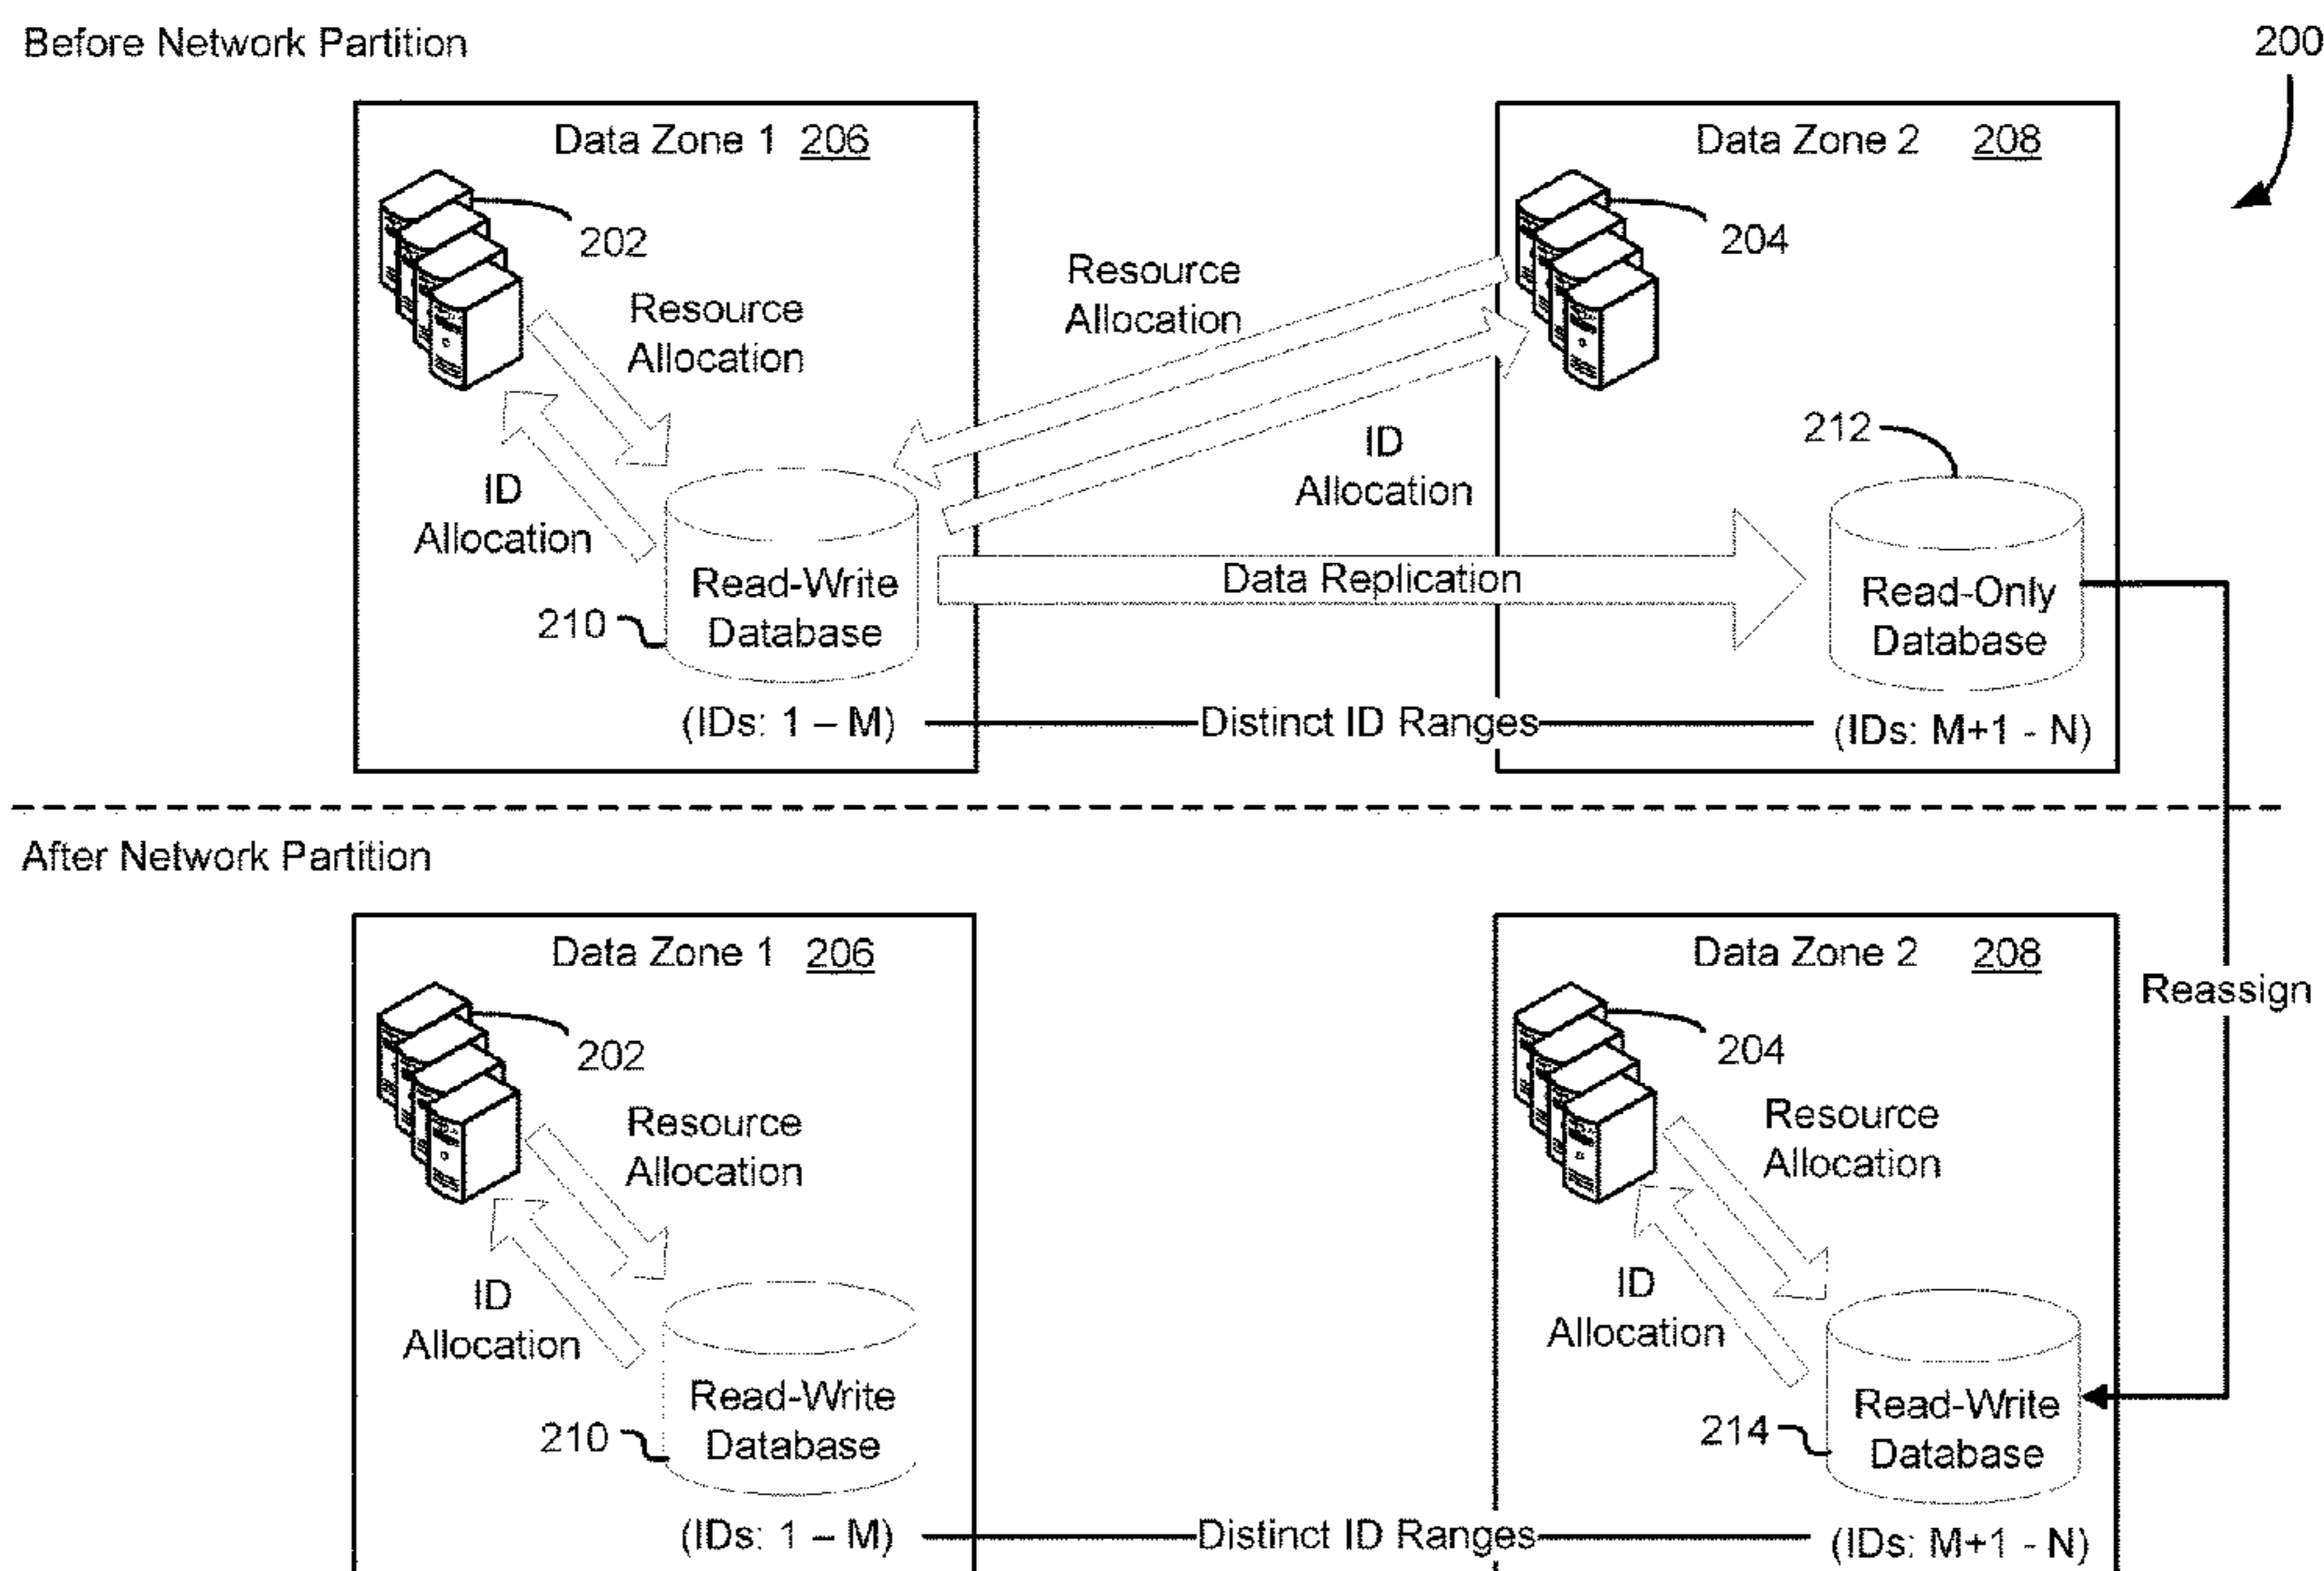 Before Network Partition
200
Data Zone 1 206
Data Zone 2 208
202
204
Resource
Allocation
Resource
Allocation
ID
Allocation
212
ID
Allocation
Data Replication
Read-Write
Database
210
Read-Only
Database
(IDs: 1 – M)
Distinct ID Ranges
(IDs: M+1 - N)
After Network Partition
Data Zone 1 206
Data Zone 2 208
Reassign
202
204
Resource
Allocation
Resource
Allocation
ID
Allocation
ID
Allocation
Read-Write
Database
210
Read-Write
Database
214
(IDs: 1 – M)
Distinct ID Ranges
(IDs: M+1 - N)